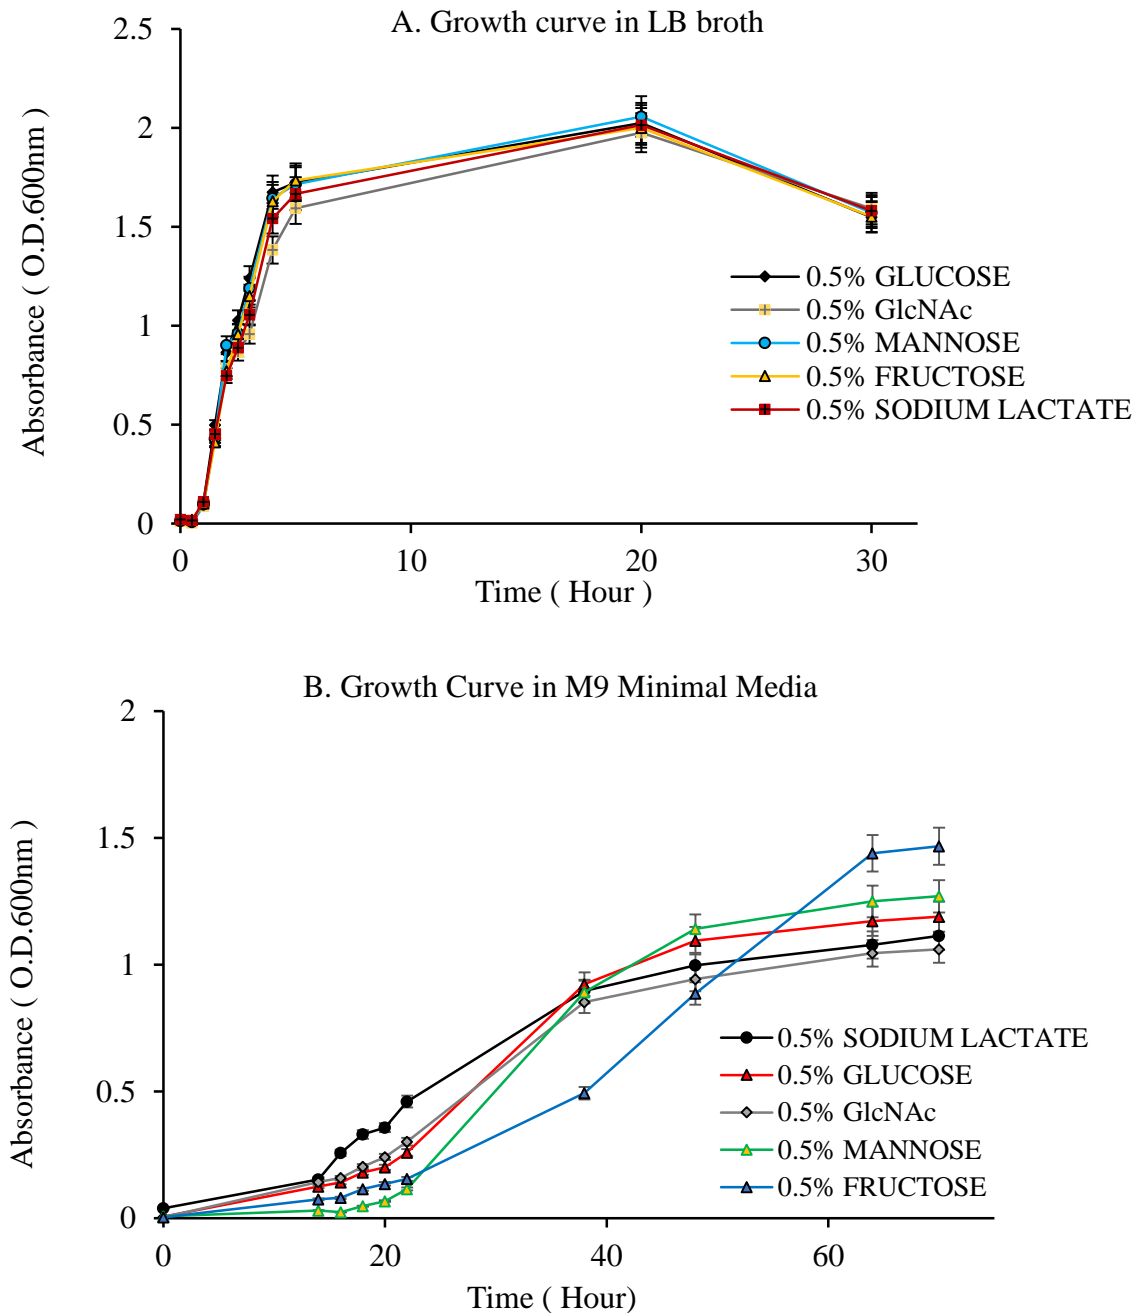 A. Growth curve in LB broth
2.5
2
1.5
1
0.5
0
Absorbance ( O.D.600nm )
0 10 20 30
Time ( Hour )
0.5% GLUCOSE
0.5% GlcNAc
0.5% MANNOSE
0.5% FRUCTOSE
0.5% SODIUM LACTATE
B. Growth Curve in M9 Minimal Media
2
1.5
1
0.5
0
Absorbance ( O.D.600nm )
0 20 40 60
Time ( Hour)
0.5% SODIUM LACTATE
0.5% GLUCOSE
0.5% GlcNAc
0.5% MANNOSE
0.5% FRUCTOSE